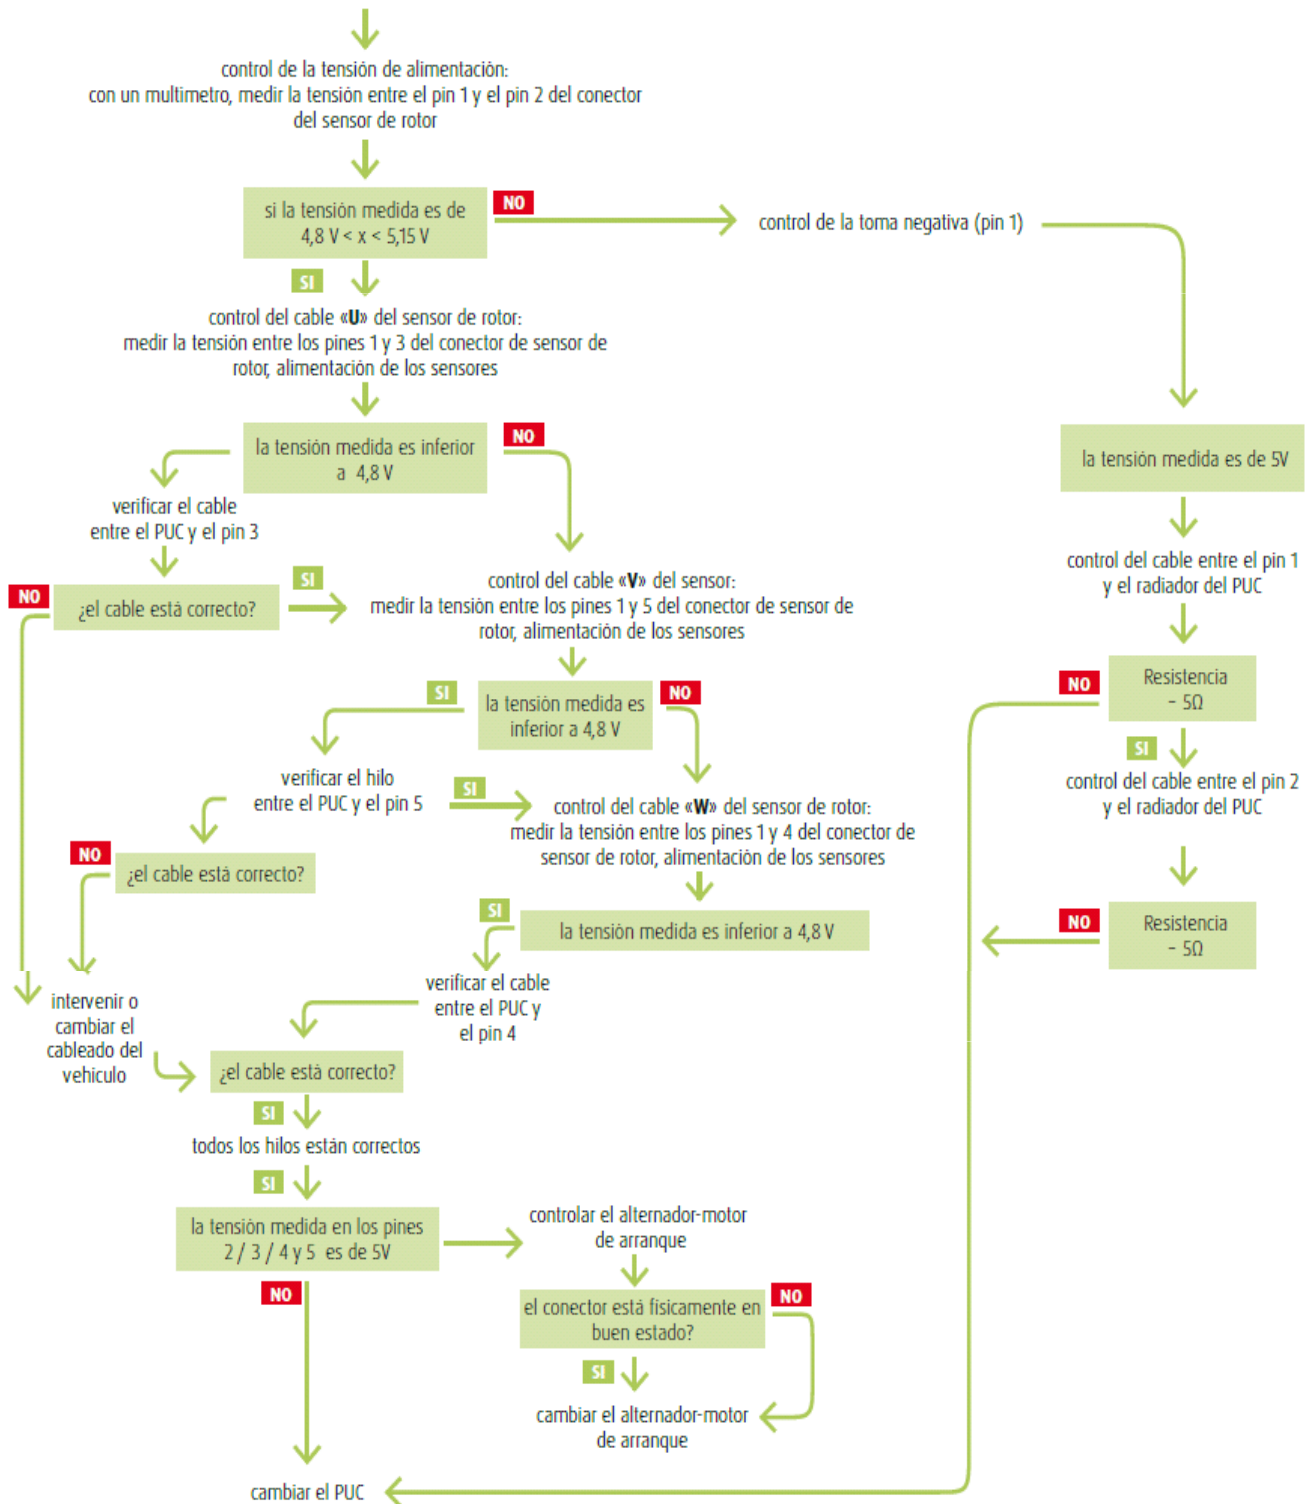 control de la tensión de alimentación:
con un multimetro, medir la tensión entre el pin 1 y el pin 2 del conector
del sensor de rotor
si la tensión medida es de
4,8 V < x < 5,15 V
NO
control de la toma negativa (pin 1)
SI
control del cable «U» del sensor de rotor:
medir la tensión entre los pines 1 y 3 del conector de sensor de
rotor, alimentación de los sensores
la tensión medida es inferior
a 4,8 V
NO
la tensión medida es de 5V
verificar el cable
entre el PUC y el pin 3
control del cable entre el pin 1
y el radiador del PUC
NO
¿el cable está correcto?
SI
control del cable «V» del sensor:
medir la tensión entre los pines 1 y 5 del conector de sensor de
rotor, alimentación de los sensores
NO
Resistencia
~ 5Ω
SI
la tensión medida es
inferior a 4,8 V
NO
SI
control del cable entre el pin 2
y el radiador del PUC
verificar el hilo
entre el PUC y el pin 5
SI
control del cable «W» del sensor de rotor:
medir la tensión entre los pines 1 y 4 del conector de
sensor de rotor, alimentación de los sensores
NO
¿el cable está correcto?
SI
la tensión medida es inferior a 4,8 V
NO
Resistencia
~ 5Ω
verificar el cable
entre el PUC y
el pin 4
intervenir o
cambiar el
cableado del
vehiculo
¿el cable está correcto?
SI
todos los hilos están correctos
SI
la tensión medida en los pines
2 / 3 / 4 y 5 es de 5V
controlar el alternador-motor
de arranque
NO
el conector está físicamente en
buen estado?
NO
SI
cambiar el alternador-motor
de arranque
cambiar el PUC